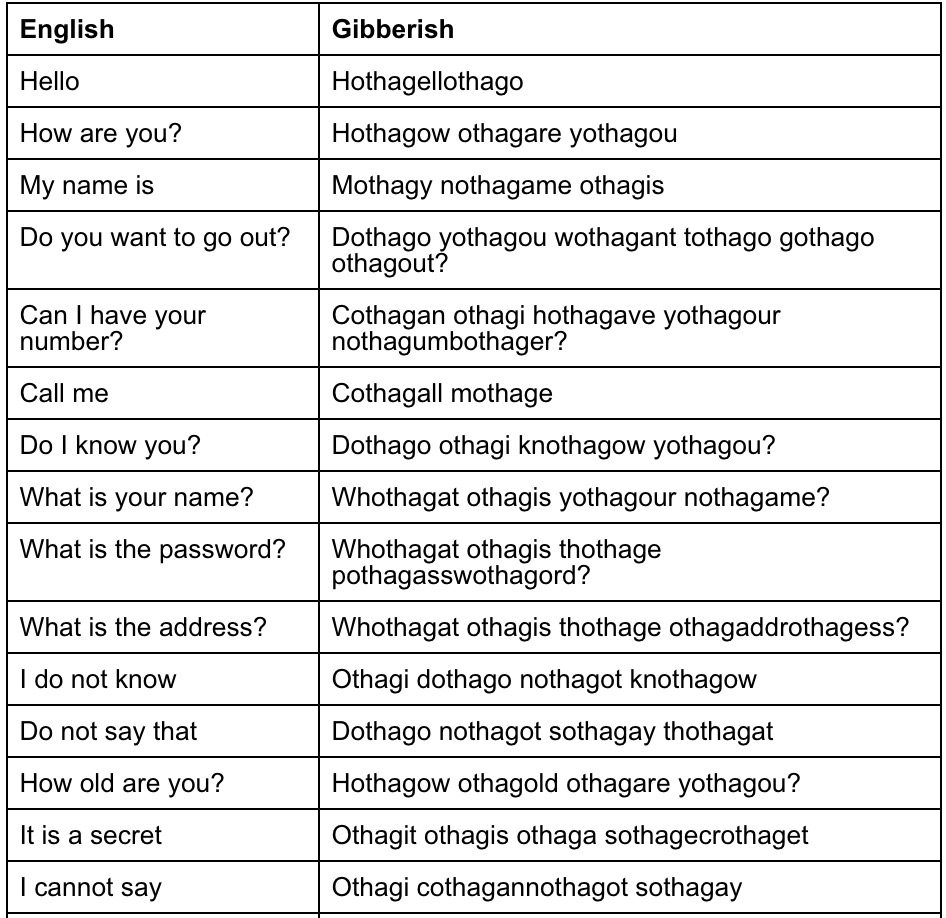 English Gibberish
Hello Hothagellothago
How are you? Hothagow othagare yothagou
My name is Mothagy nothagame othagis
Do you want to go out? Dothago yothagou wothagant tothago gothago
othagout?
Can I have your Cothagan othagi hothagave yothagour
number? nothagumbothager?
Call me Cothagall mothage
Do I know you? Dothago othagi knothagow yothagou?
What is your name? Whothagat othagis yothagour nothagame?
What is the password? Whothagat othagis thothage
pothagasswothagord?
What is the address? Whothagat othagis thothage othagaddrothagess?
I do not know Othagi dothago nothagot knothagow
Do not say that Dothago nothagot sothagay thothagat
How old are you? Hothagow othagold othagare yothagou?
It is a secret Othagit othagis othaga sothagecrothaget
I cannot say Othagi cothagannothagot sothagay